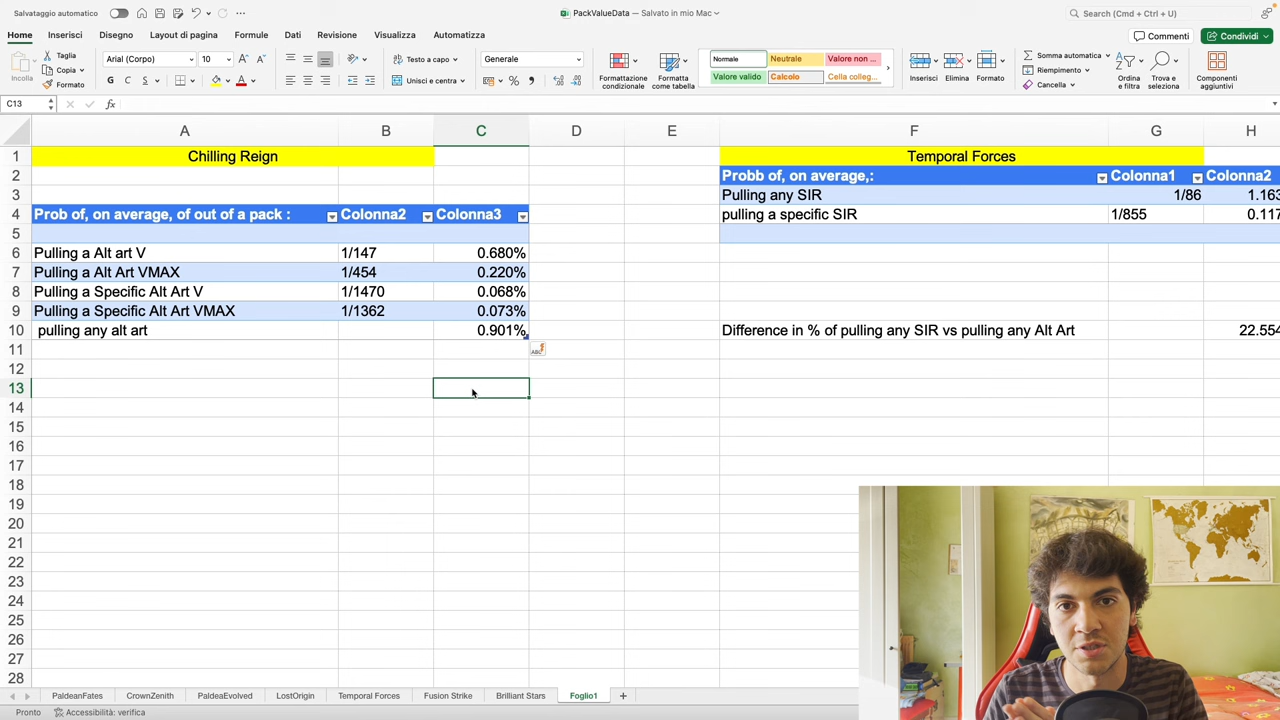 Salvataggio automatico
PackValueData — Salvato in mio Mac
Search (Cmd + Ctrl + U)
Home Inserisci Disegno Layout di pagina Formule Dati Revisione Visualizza Automatizza
Commenti Condividi
Incolla
Taglia
Copia
Formato
Arial (Corpo) 10
G C S
Testo a capo
Unisci e centra
Generale
Formattazione condizionale
Formatta come tabella
Normale Neutrale Valore non ...
Valore valido Calcolo Cella colleg...
Inserisci Elimina Formato
Somma automatica
Riempimento
Cancella
Ordina e filtra
Trova e seleziona
Componenti aggiuntivi
C13 fx
A B C D E F G H
1 Chilling Reign Temporal Forces
2 Probb of, on average,: Colonna1 Colonna2
3 Pulling any SIR 1/86 1.163
4 Prob of, on average, of out of a pack : Colonna2 Colonna3 pulling a specific SIR 1/855 0.117
5
6 Pulling a Alt art V 1/147 0.680%
7 Pulling a Alt Art VMAX 1/454 0.220%
8 Pulling a Specific Alt Art V 1/1470 0.068%
9 Pulling a Specific Alt Art VMAX 1/1362 0.073%
10 pulling any alt art 0.901% Difference in % of pulling any SIR vs pulling any Alt Art 22.554
11
12
13
14
15
16
17
18
19
20
21
22
23
24
25
26
27
28
PaldeanFates CrownZenith PaldeaEvolved LostOrigin Temporal Forces Fusion Strike Brilliant Stars Foglio1 +
Pronto Accessibilità: verifica